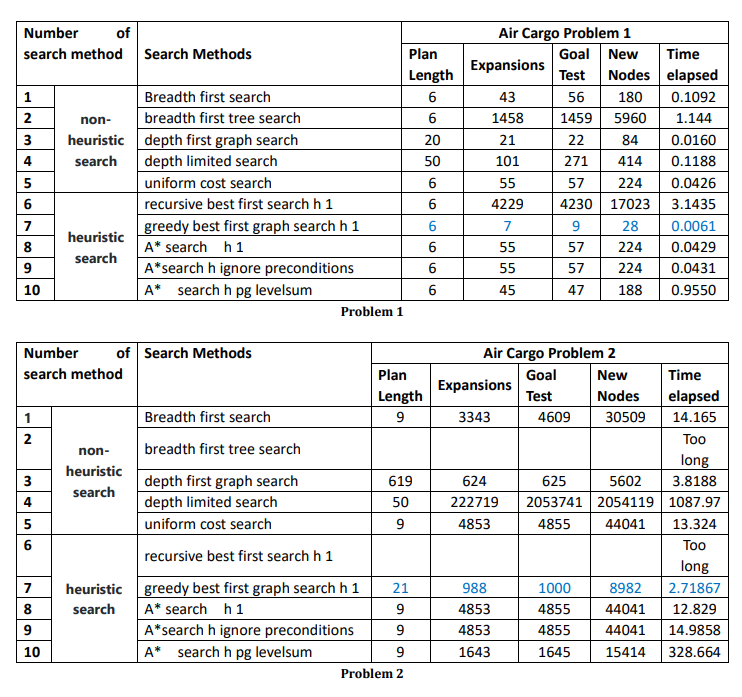 Number of search method Search Methods Air Cargo Problem 1
Plan Length Expansions Goal Test New Nodes Time elapsed
non-heuristic search
1 Breadth first search 6 43 56 180 0.1092
2 breadth first tree search 6 1458 1459 5960 1.144
3 depth first graph search 20 21 22 84 0.0160
4 depth limited search 50 101 271 414 0.1188
5 uniform cost search 6 55 57 224 0.0426
heuristic search
6 recursive best first search h 1 6 4229 4230 17023 3.1435
7 greedy best first graph search h 1 6 7 9 28 0.0061
8 A* search h 1 6 55 57 224 0.0429
9 A*search h ignore preconditions 6 55 57 224 0.0431
10 A* search h pg levelsum 6 45 47 188 0.9550
Problem 1
Number of search method Search Methods Air Cargo Problem 2
Plan Length Expansions Goal Test New Nodes Time elapsed
non-heuristic search
1 Breadth first search 9 3343 4609 30509 14.165
2 breadth first tree search Too long
3 depth first graph search 619 624 625 5602 3.8188
4 depth limited search 50 222719 2053741 2054119 1087.97
5 uniform cost search 9 4853 4855 44041 13.324
heuristic search
6 recursive best first search h 1 Too long
7 greedy best first graph search h 1 21 988 1000 8982 2.71867
8 A* search h 1 9 4853 4855 44041 12.829
9 A*search h ignore preconditions 9 4853 4855 44041 14.9858
10 A* search h pg levelsum 9 1643 1645 15414 328.664
Problem 2